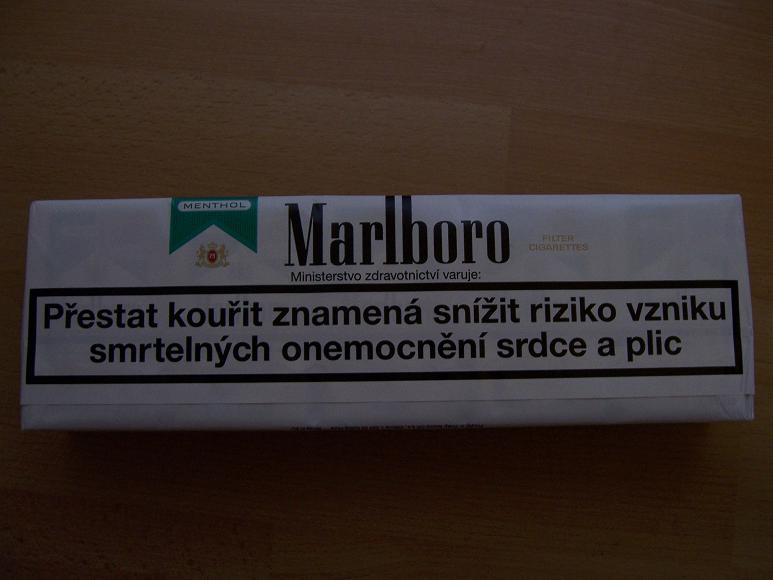 MENTHOL
Marlboro
FILTER
CIGARETTES
Ministerstvo zdravotnictví varuje:
Přestat kouřit znamená snížit riziko vzniku
smrtelných onemocnění srdce a plic